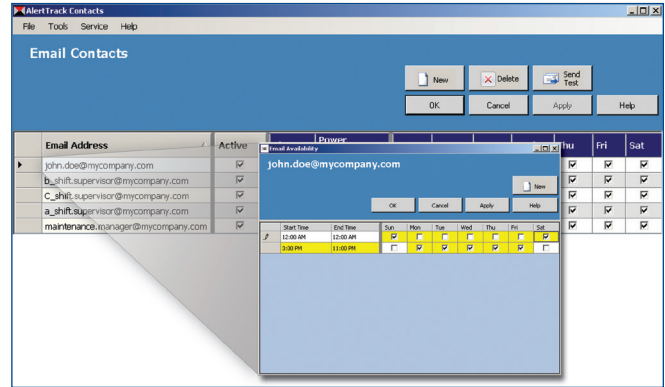 AlertTrack Contacts
File Tools Service Help
Email Contacts
New Delete Send Test
OK Cancel Apply Help
Email Address Active Power Thu Fri Sat
john.doe@mycompany.com
b_shift.supervisor@mycompany.com
C_shift.supervisor@mycompany.com
a_shift.supervisor@mycompany.com
maintenance.manager@mycompany.com
Email Availability
john.doe@mycompany.com
New
OK Cancel Apply Help
Start Time End Time Sun Mon Tue Wed Thu Fri Sat
12:00 AM 12:00 AM
3:00 PM 11:00 PM